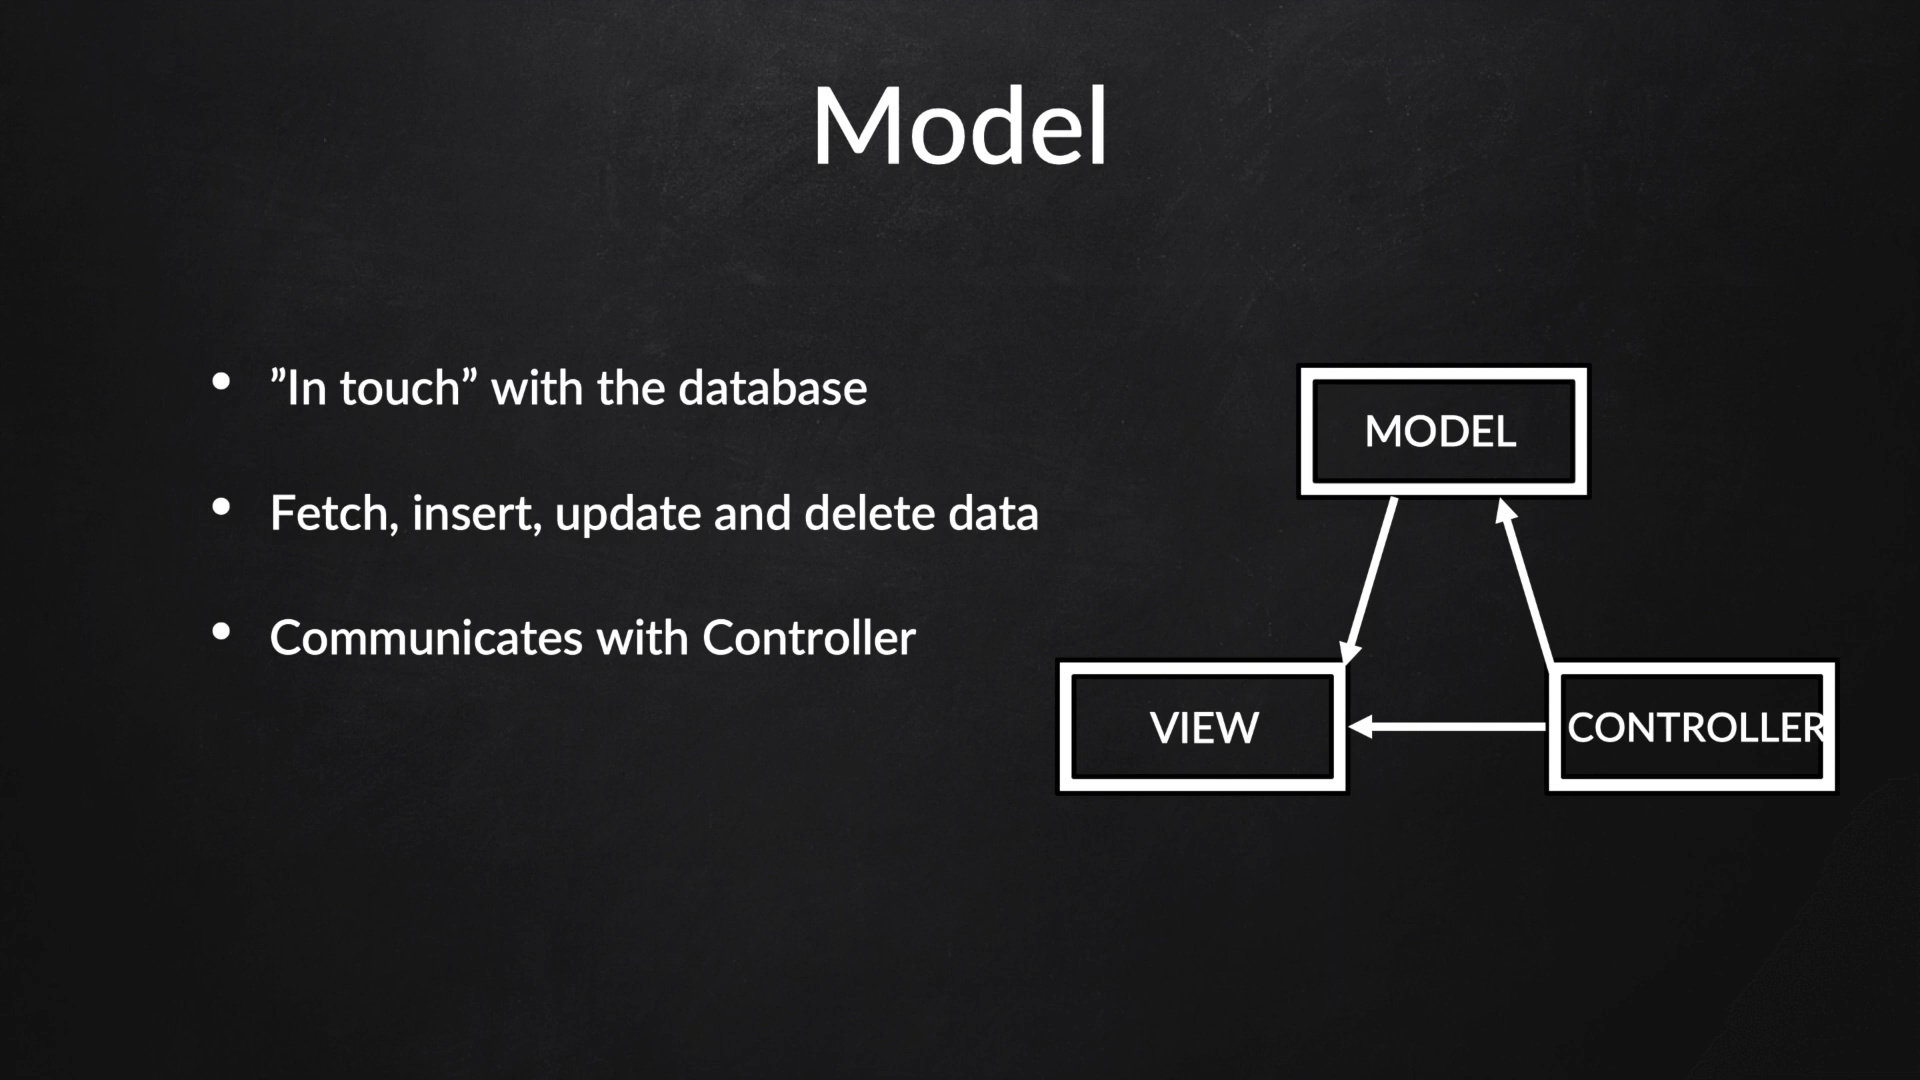 Model
• ”In touch” with the database
• Fetch, insert, update and delete data
• Communicates with Controller
MODEL
VIEW
CONTROLLER